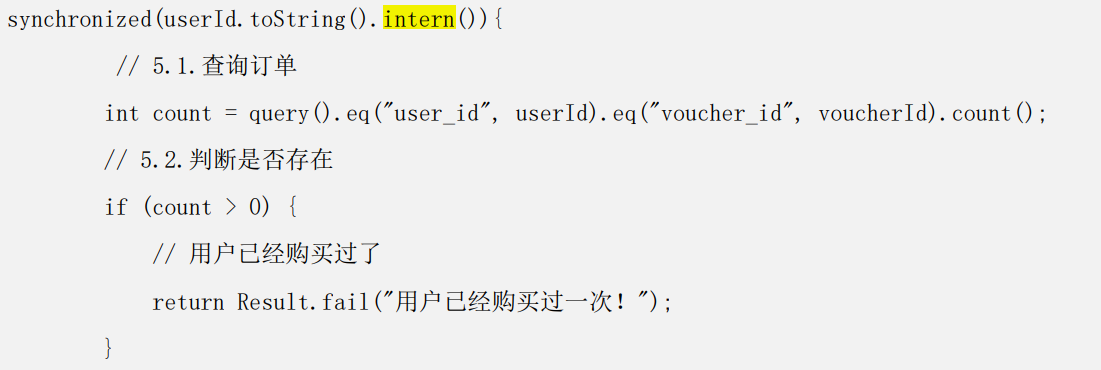 synchronized(userId.toString().intern()){
// 5.1.查询订单
int count = query().eq("user_id", userId).eq("voucher_id", voucherId).count();
// 5.2.判断是否存在
if (count > 0) {
// 用户已经购买过了
return Result.fail("用户已经购买过一次！");
}